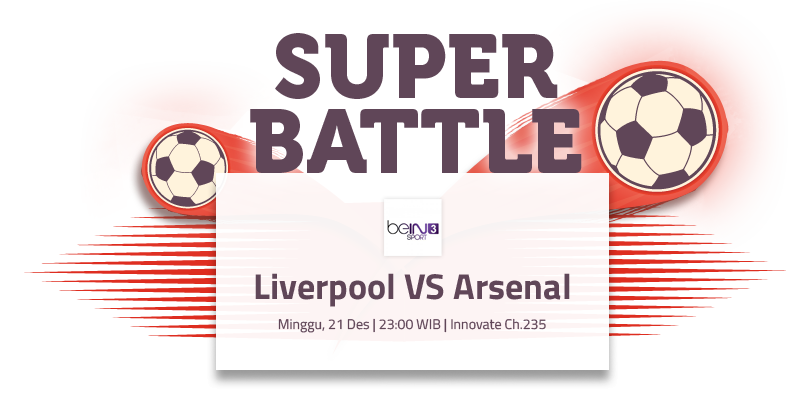 SUPER
BATTLE
beIN 3
SPORT
Liverpool VS Arsenal
Minggu, 21 Des | 23:00 WIB | Innovate Ch.235